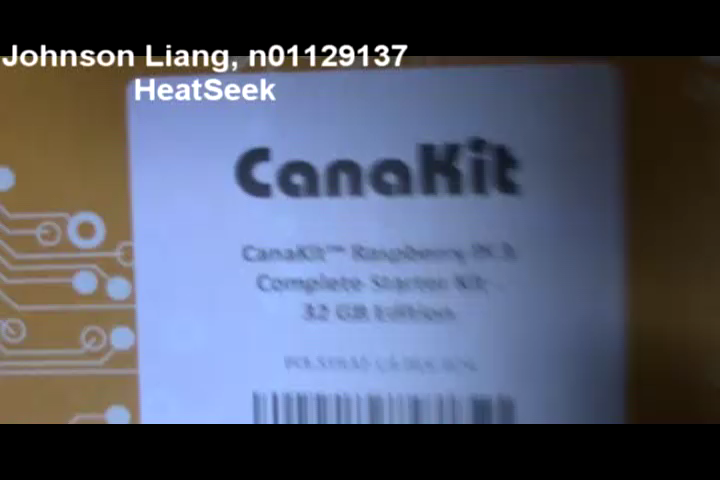 Johnson Liang, n01129137
HeatSeek
CanaKit
CanaKit™ Raspberry Pi 3
Complete Starter Kit -
32 GB Edition